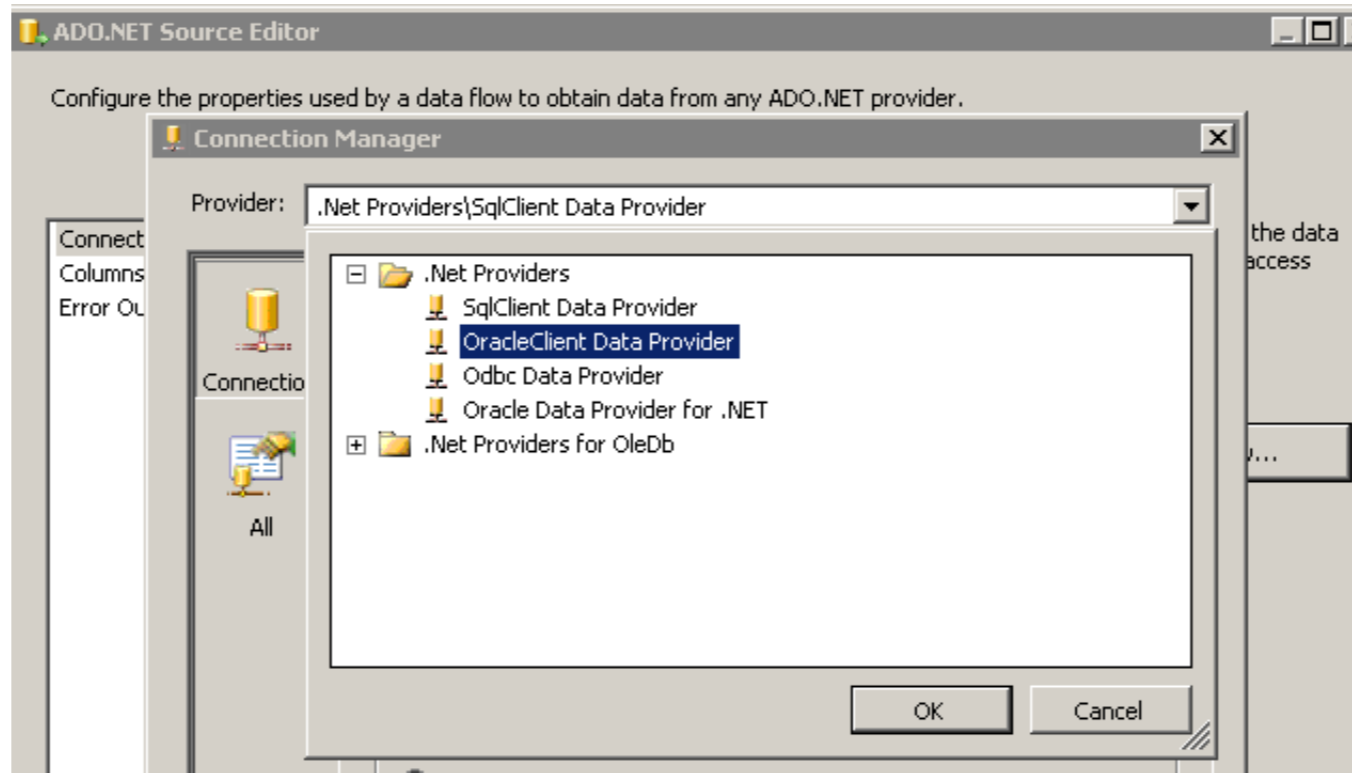 ADO.NET Source Editor
Configure the properties used by a data flow to obtain data from any ADO.NET provider.
Connection Manager
Provider: .Net Providers\SqlClient Data Provider
Connect
Columns
Error Ou
the data
access
.Net Providers
SqlClient Data Provider
OracleClient Data Provider
Odbc Data Provider
Oracle Data Provider for .NET
.Net Providers for OleDb
Connectio
All
OK Cancel